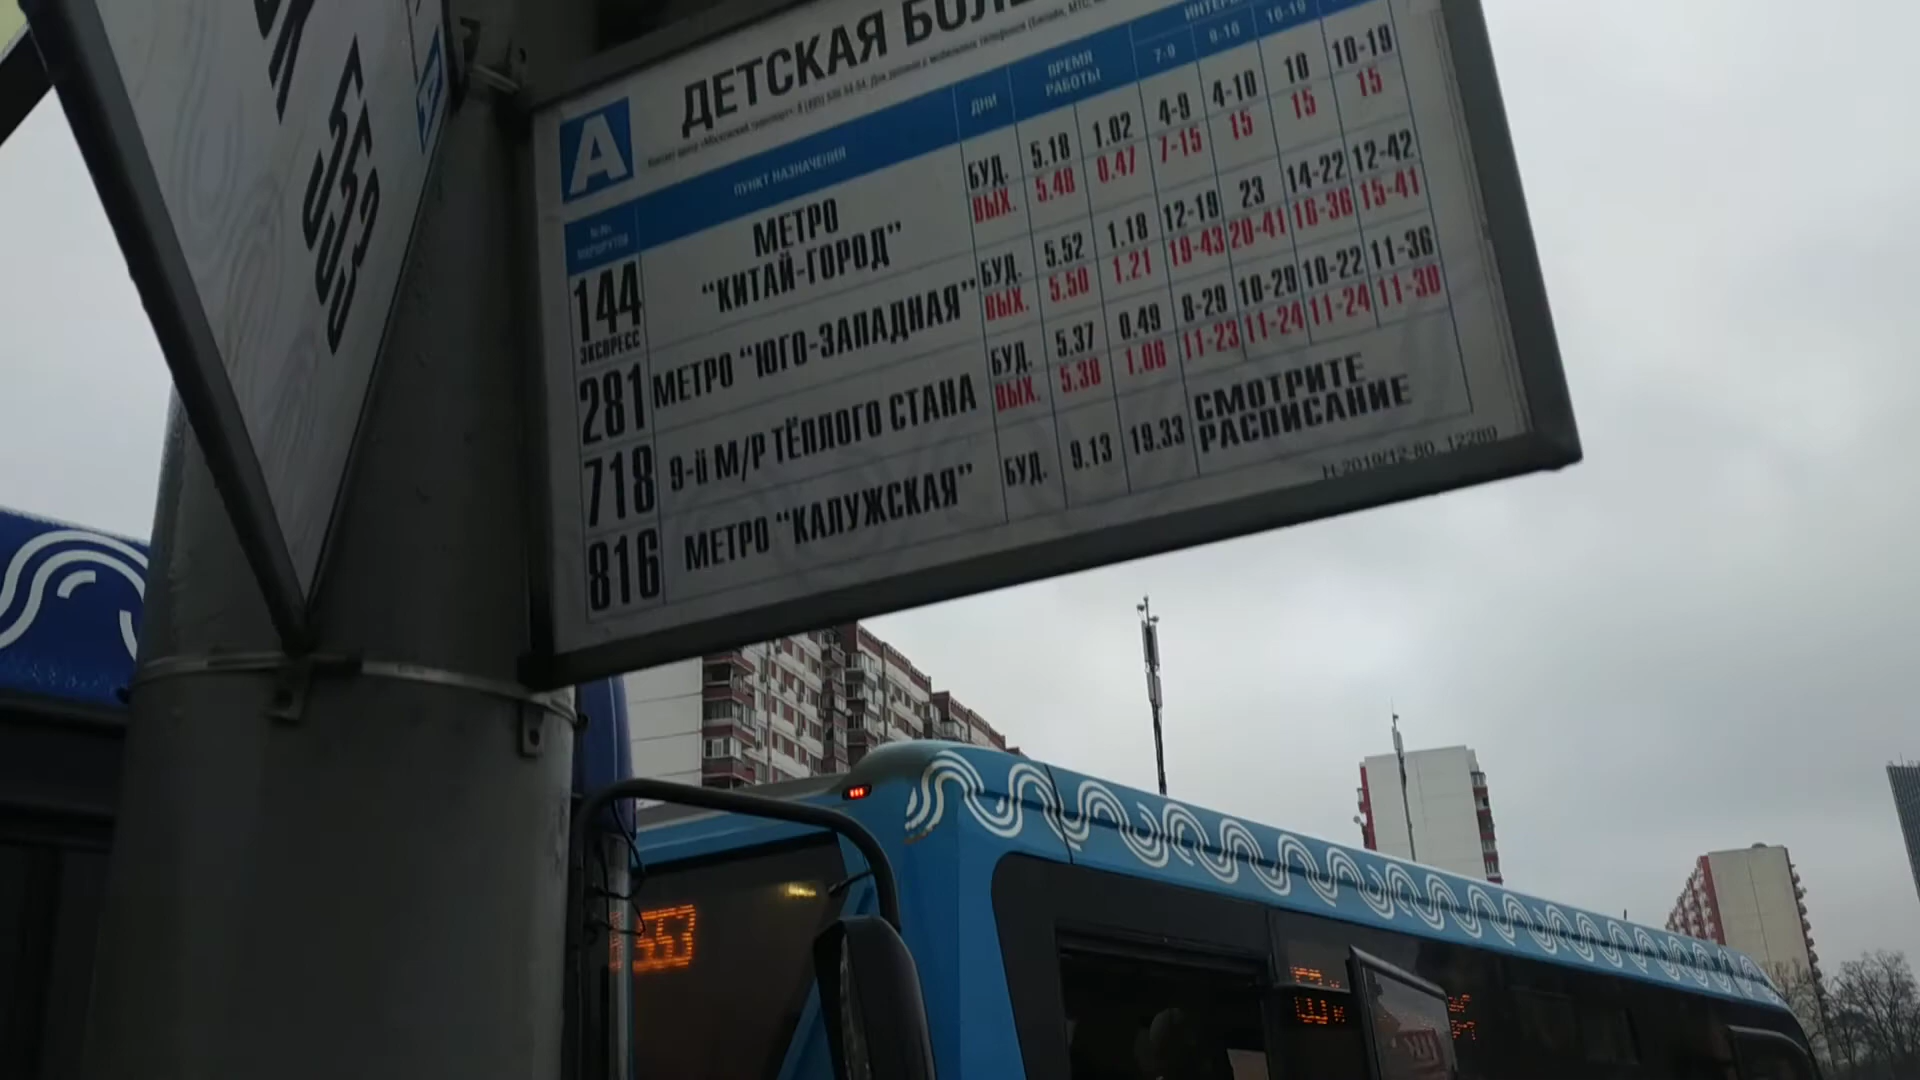 А
ДЕТСКАЯ
№№ МАРШРУТОВ
ПУНКТ НАЗНАЧЕНИЯ
ДНИ
ВРЕМЯ РАБОТЫ
7-9
9-16
16-19
144 ЭКСПРЕСС
МЕТРО "КИТАЙ-ГОРОД"
БУД. 5.18 1.02 4-9 4-10 10 10-19
ВЫХ. 5.48 0.47 7-15 15 15 15
281
МЕТРО "ЮГО-ЗАПАДНАЯ"
БУД. 5.52 1.18 12-19 23 14-22 12-42
ВЫХ. 5.50 1.21 19-43 20-41 16-36 15-41
718
9-й М/Р ТЁПЛОГО СТАНА
БУД. 5.37 0.49 8-29 10-29 10-22 11-36
ВЫХ. 5.38 1.06 11-23 11-24 11-24 11-30
816
МЕТРО "КАЛУЖСКАЯ"
БУД. 9.13 19.33 СМОТРИТЕ
РАСПИСАНИЕ
553